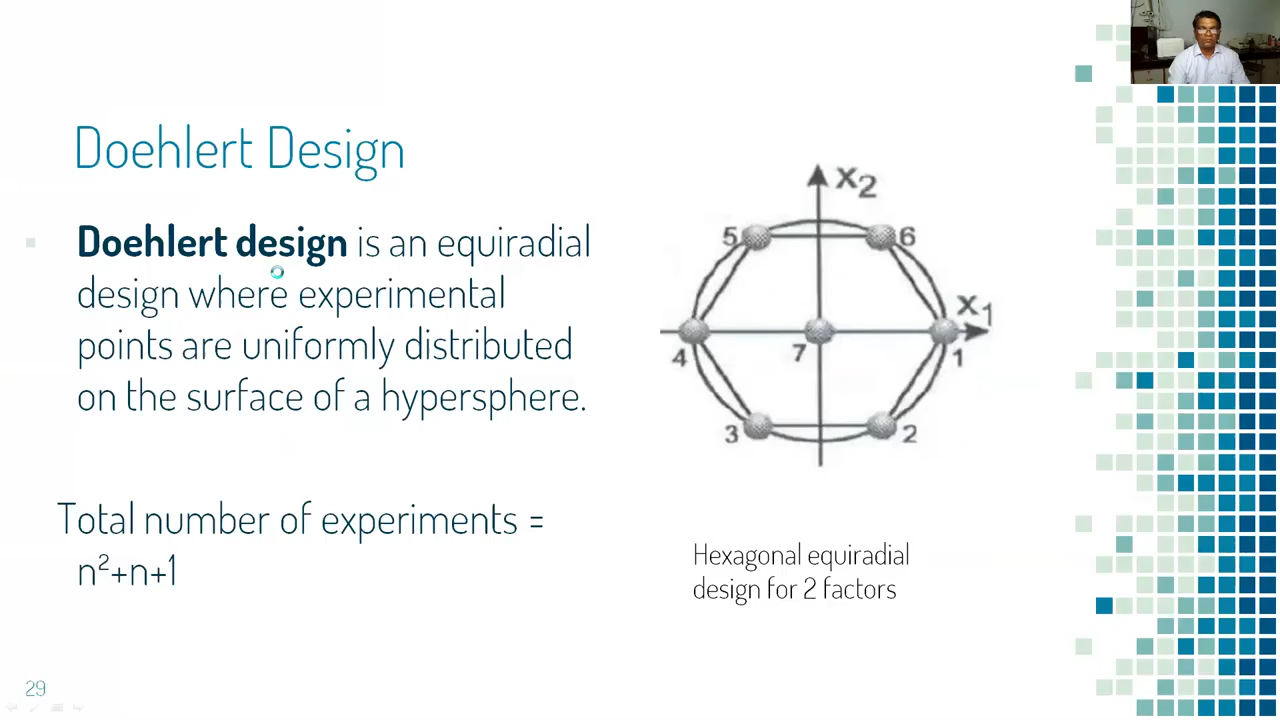 Doehlert Design
Doehlert design is an equiradial
design where experimental
points are uniformly distributed
on the surface of a hypersphere.
Total number of experiments =
n²+n+1
x₂
5
6
x₁
4
7
1
3
2
Hexagonal equiradial
design for 2 factors
29